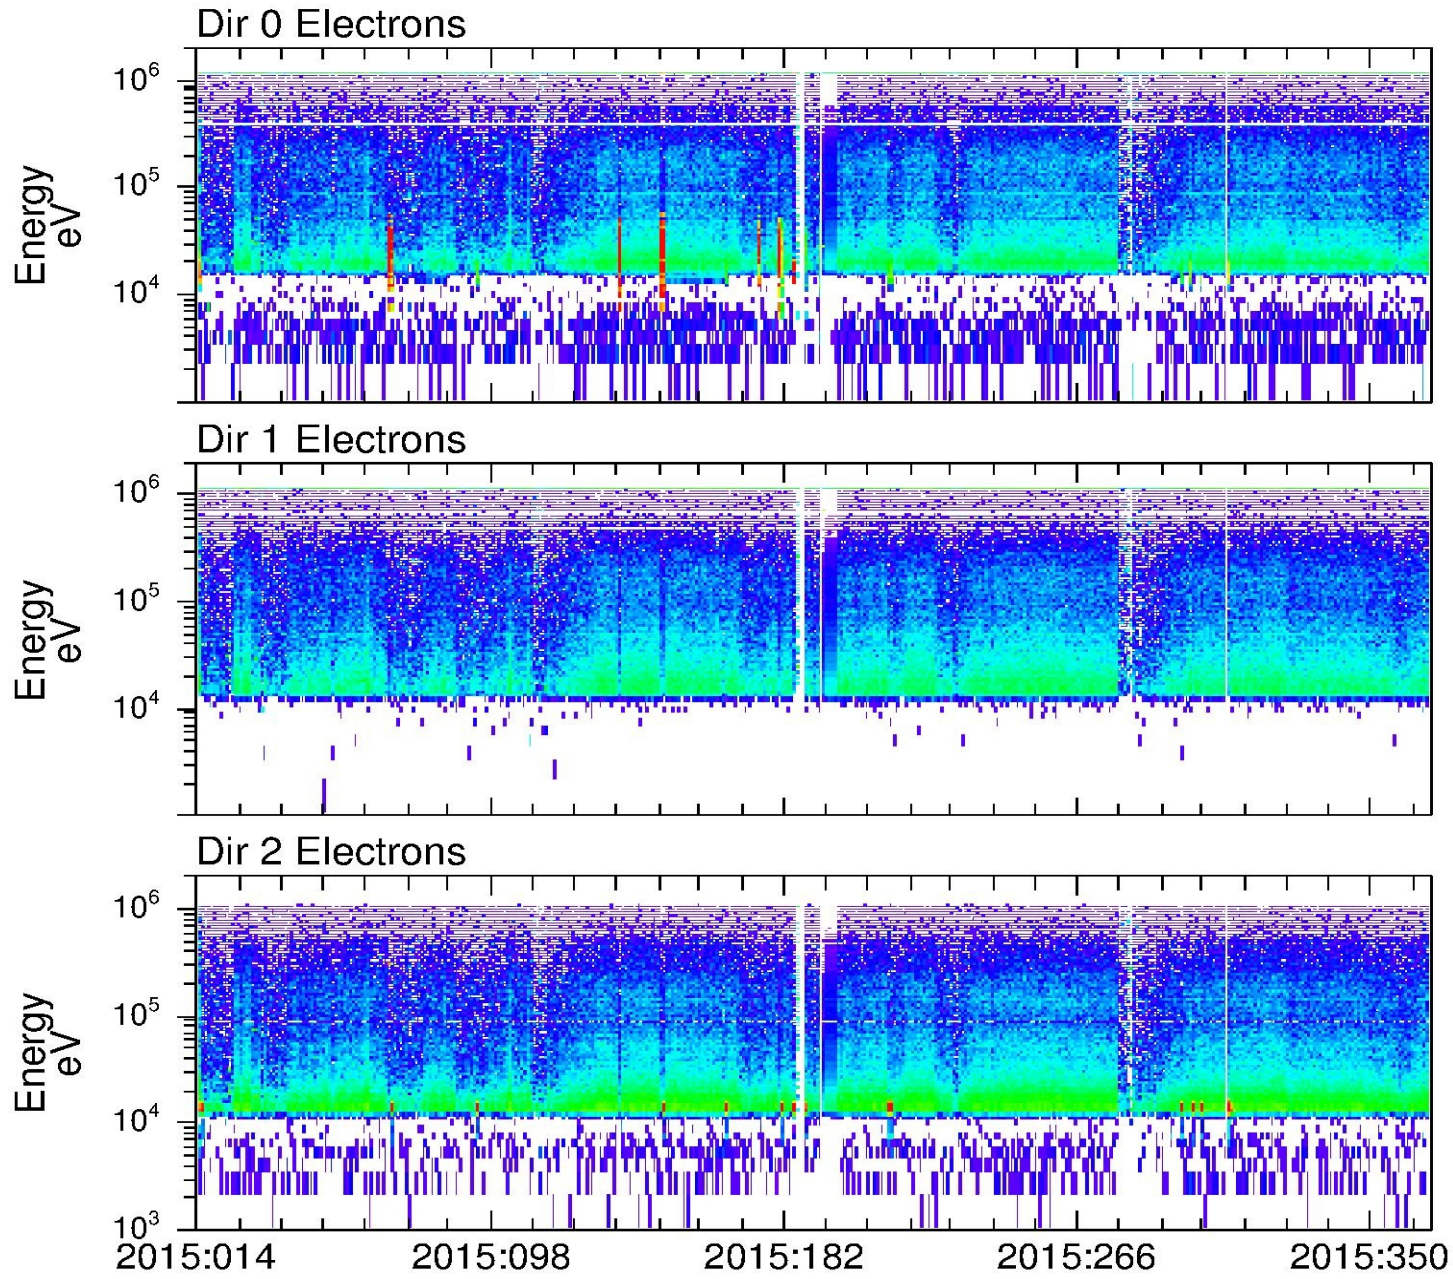 Dir 0 Electrons
10⁶
10⁵
10⁴
Energy
eV
Dir 1 Electrons
10⁶
10⁵
10⁴
Energy
eV
Dir 2 Electrons
10⁶
10⁵
10⁴
10³
Energy
eV
2015:014 2015:098 2015:182 2015:266 2015:350